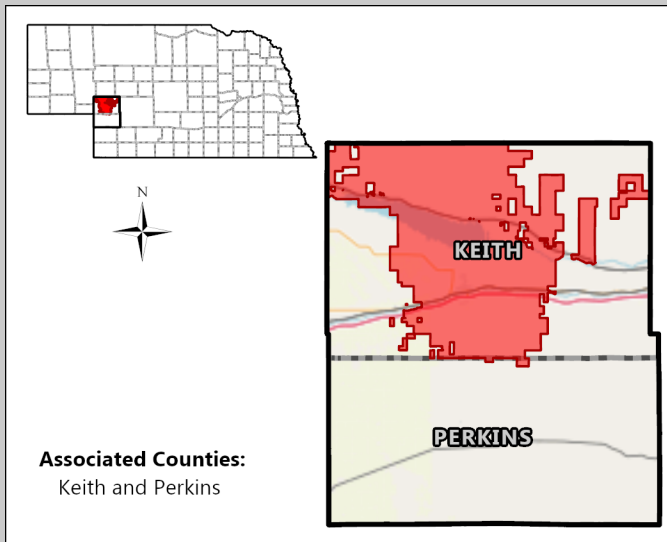 N
KEITH
PERKINS
Associated Counties:
Keith and Perkins